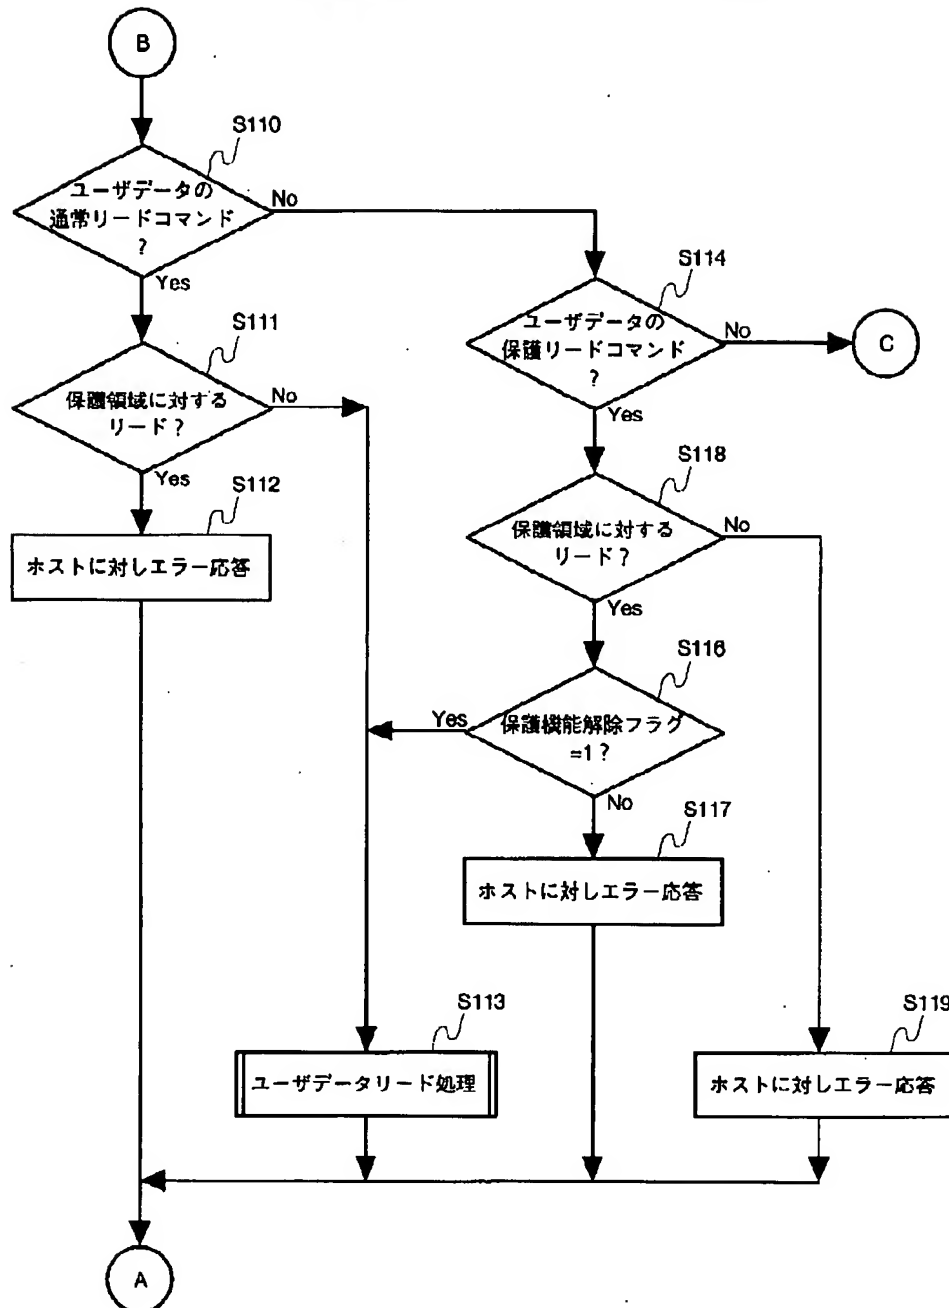 B
S110
ユーザデータの
通常リードコマンド
?
No
Yes
S114
ユーザデータの
保護リードコマンド
?
No
C
Yes
S111
保護領域に対する
リード?
No
Yes
S118
保護領域に対する
リード?
No
Yes
S112
ホストに対しエラー応答
S116
保護機能解除フラグ
=1?
Yes
No
S117
ホストに対しエラー応答
S113
ユーザデータリード処理
S119
ホストに対しエラー応答
A